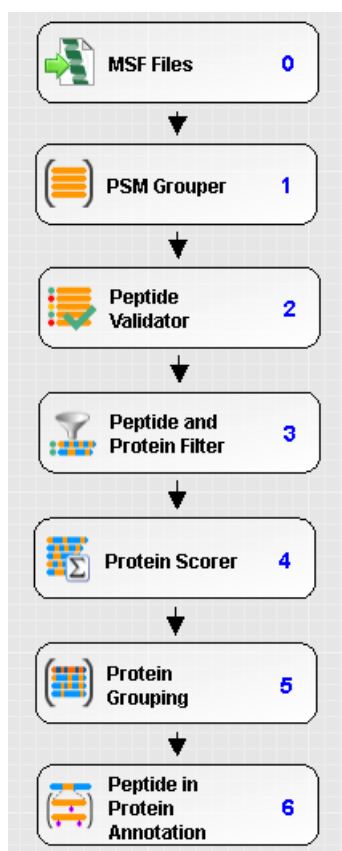 MSF Files 0
PSM Grouper 1
Peptide
Validator 2
Peptide and
Protein Filter 3
Protein Scorer 4
Protein
Grouping 5
Peptide in
Protein 6
Annotation